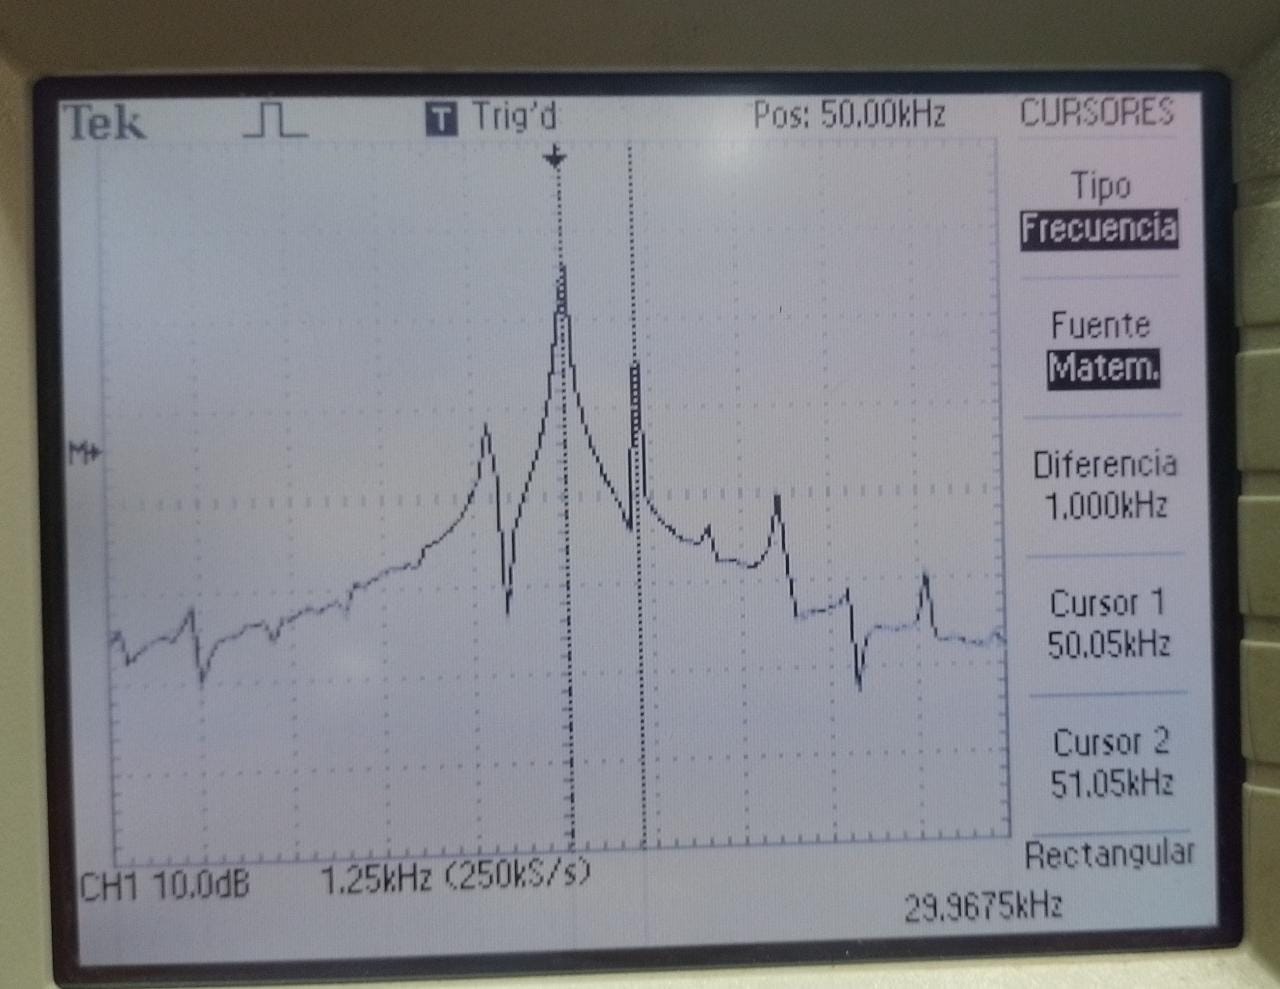 Tek T Trig'd Pos: 50.00kHz CURSORES
Tipo
Frecuencia
Fuente
Matem.
M
Diferencia
1.000kHz
Cursor 1
50.05kHz
Cursor 2
51.05kHz
CH1 10.0dB 1.25kHz (250kS/s) Rectangular
29.9675kHz